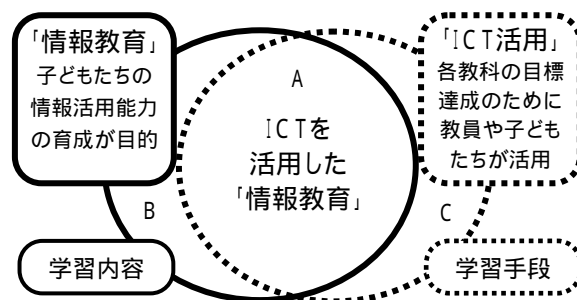 「情報教育」
子どもたちの
情報活用能力
の育成が目的
A
ICTを
活用した
「情報教育」
「ICT活用」
各教科の目標
達成のために
教員や子ども
たちが活用
B
C
学習内容
学習手段